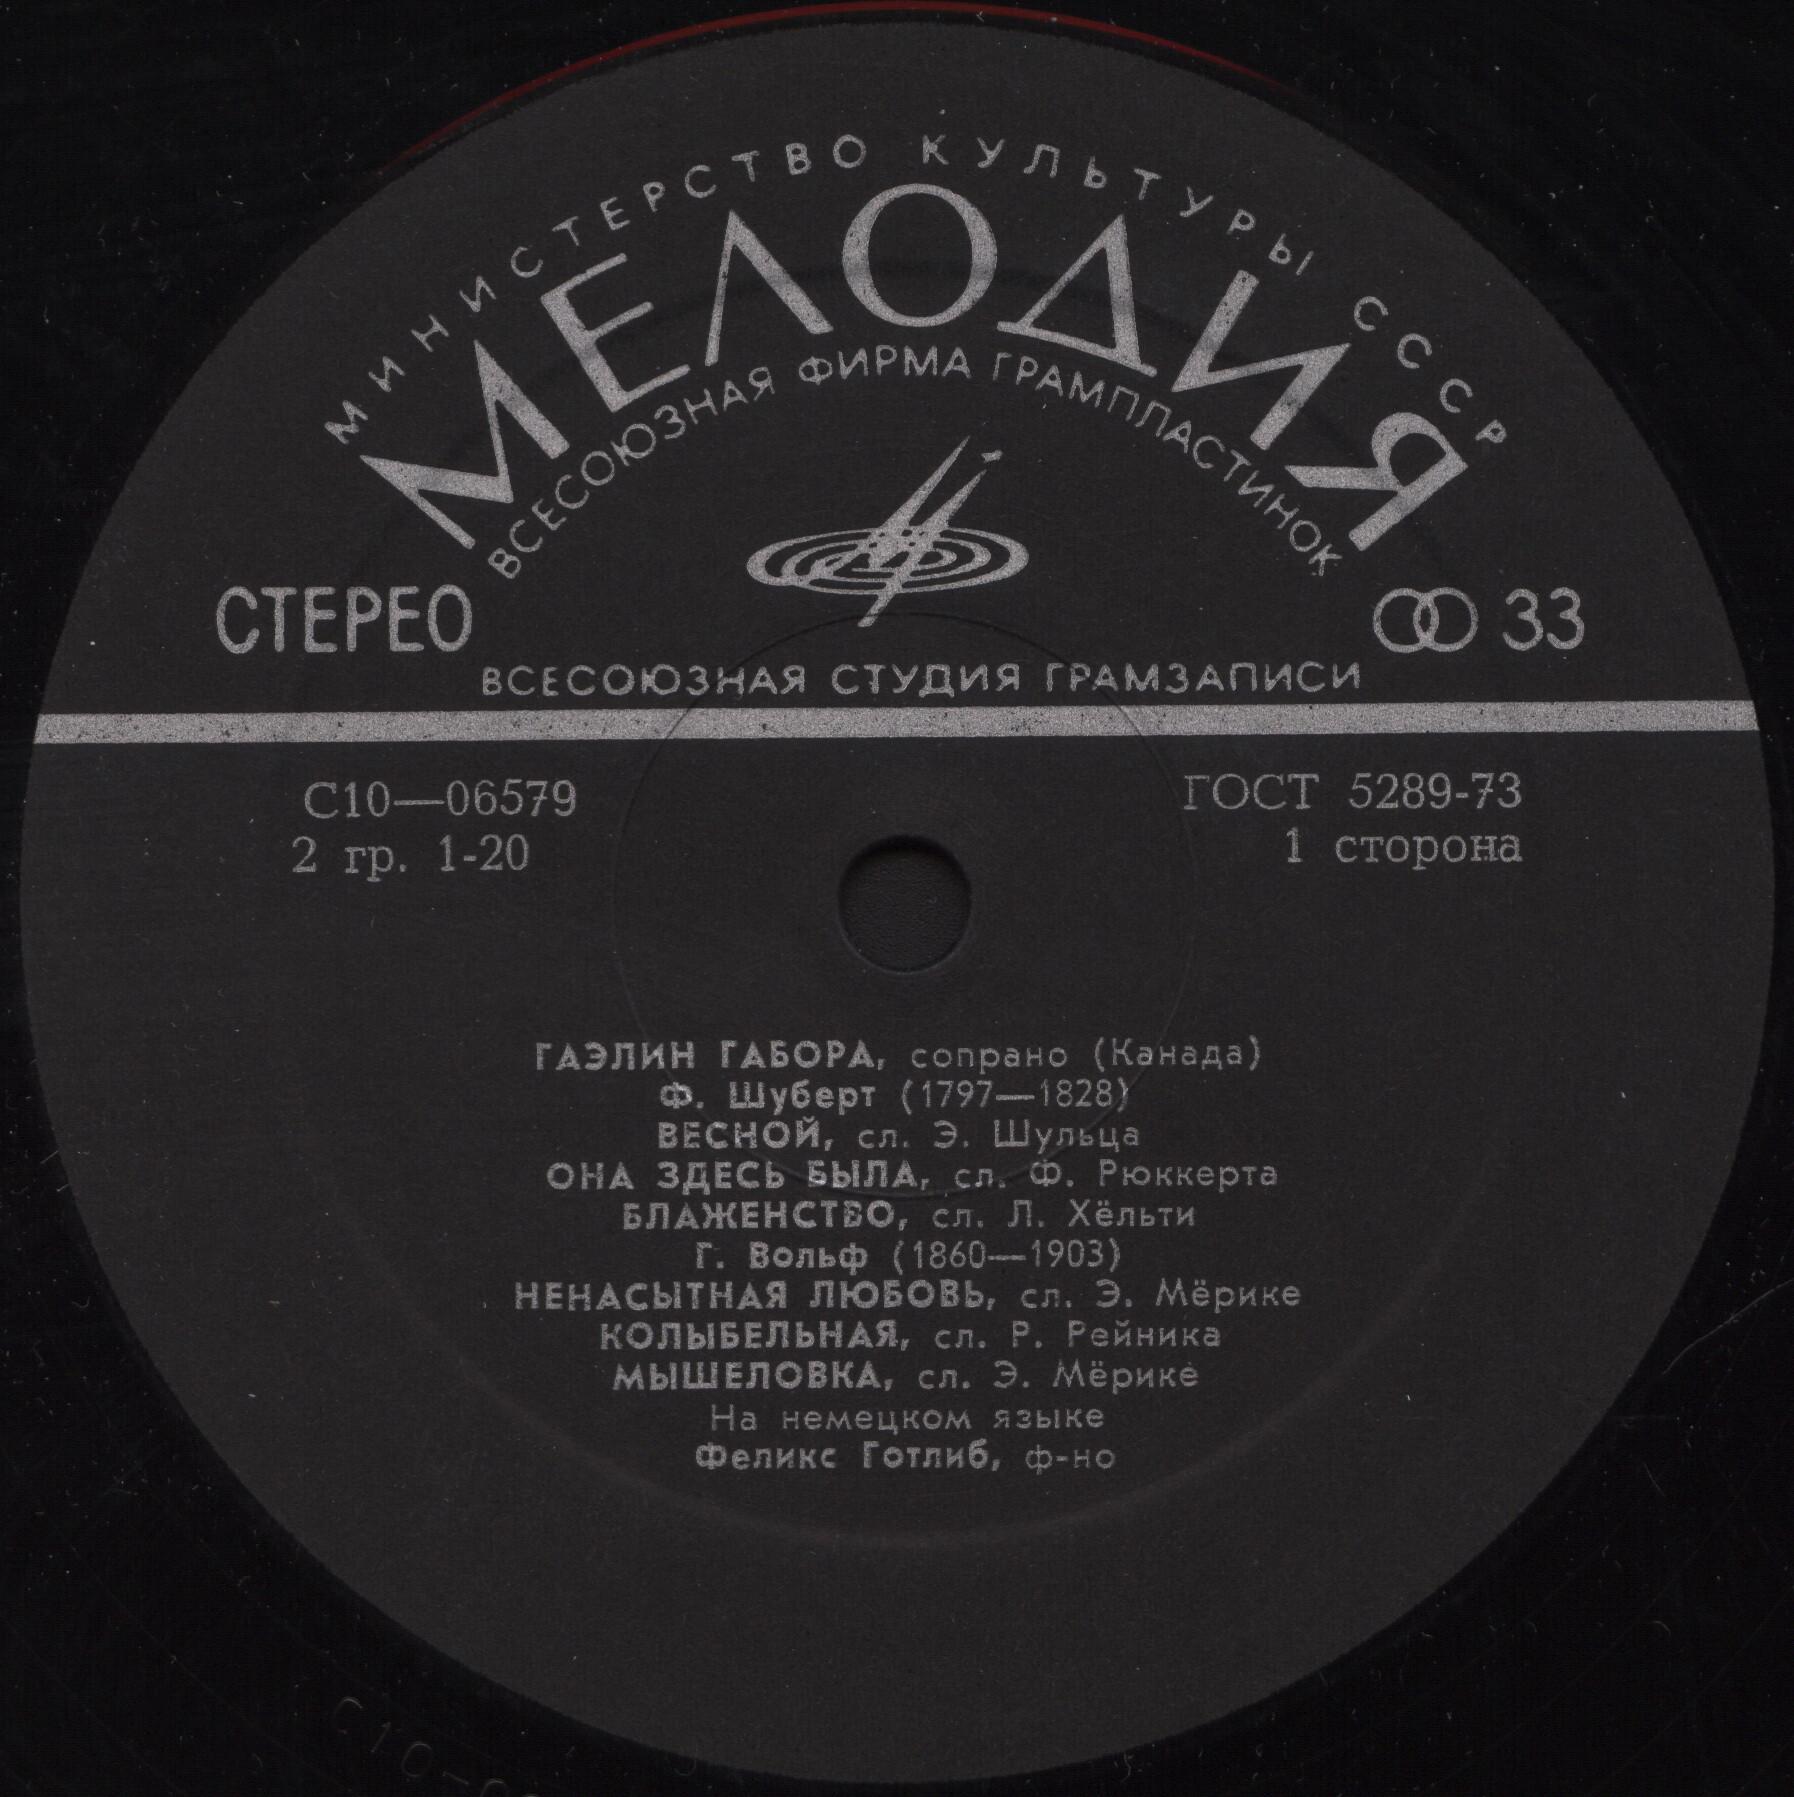 МИНИСТЕРСТВО КУЛЬТУРЫ СССР
МЕЛОДИЯ
ВСЕСОЮЗНАЯ ФИРМА ГРАМПЛАСТИНОК
СТЕРЕО
33
ВСЕСОЮЗНАЯ СТУДИЯ ГРАМЗАПИСИ
С10—06579
ГОСТ 5289-73
2 гр. 1-20
1 сторона
ГАЭЛИН ГАБОРА, сопрано (Канада)
Ф. Шуберт (1797—1828)
ВЕСНОЙ, сл. Э. Шульца
ОНА ЗДЕСЬ БЫЛА, сл. Ф. Рюккерта
БЛАЖЕНСТВО, сл. Л. Хёльти
Г. Вольф (1860—1903)
НЕНАСЫТНАЯ ЛЮБОВЬ, сл. Э. Мёрике
КОЛЫБЕЛЬНАЯ, сл. Р. Рейника
МЫШЕЛОВКА, сл. Э. Мёрике
На немецком языке
Феликс Готлиб, ф-но